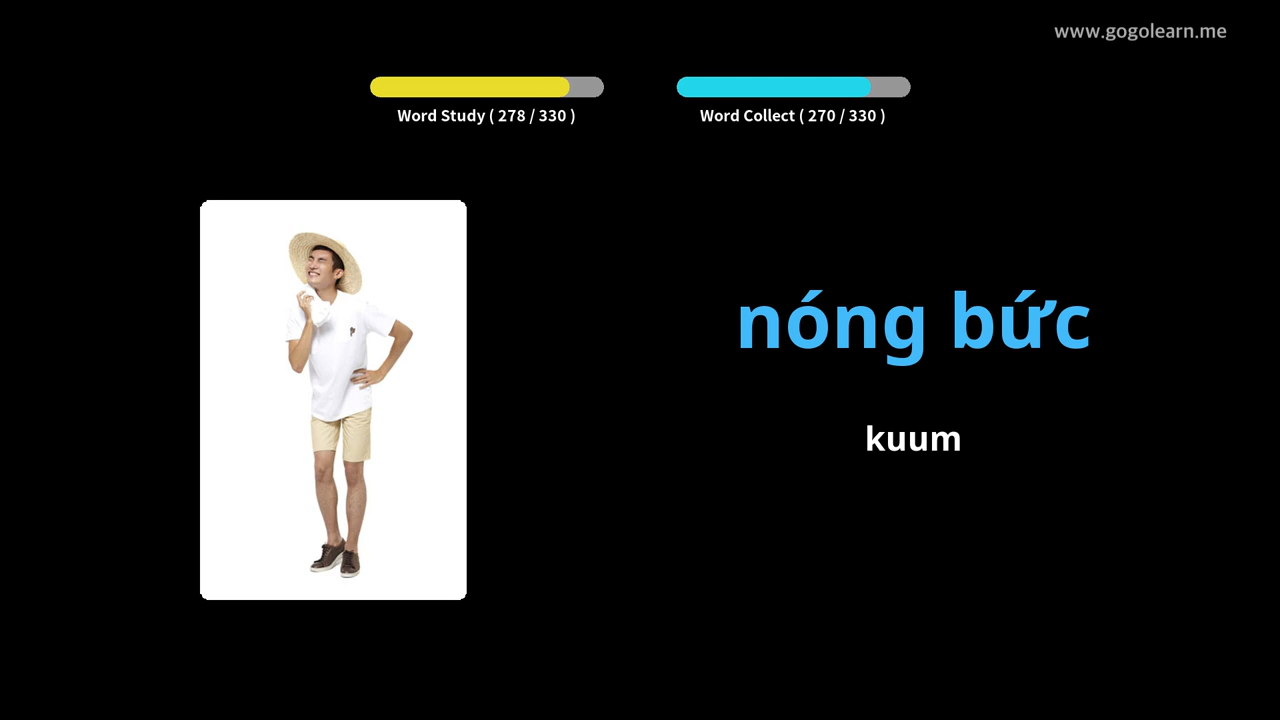 www.gogolearn.me
Word Study ( 278 / 330 )
Word Collect ( 270 / 330 )
nóng bức
kuum